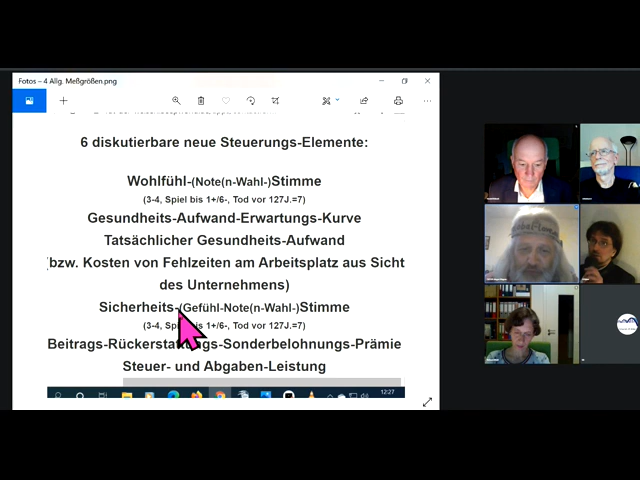 Fotos – 4 Allg. Meßgrößen.png
6 diskutierbare neue Steuerungs-Elemente:
Wohlfühl-(Note(n-Wahl-)Stimme
(3-4, Spiel bis 1+/6-, Tod vor 127J.=7)
Gesundheits-Aufwand-Erwartungs-Kurve
Tatsächlicher Gesundheits-Aufwand
bzw. Kosten von Fehlzeiten am Arbeitsplatz aus Sicht
des Unternehmens)
Sicherheits-(Gefühl-Note(n-Wahl-)Stimme
(3-4, Spiel bis 1+/6-, Tod vor 127J.=7)
Beitrags-Rückerstattungs-Sonderbelohnungs-Prämie
Steuer- und Abgaben-Leistung
12:27